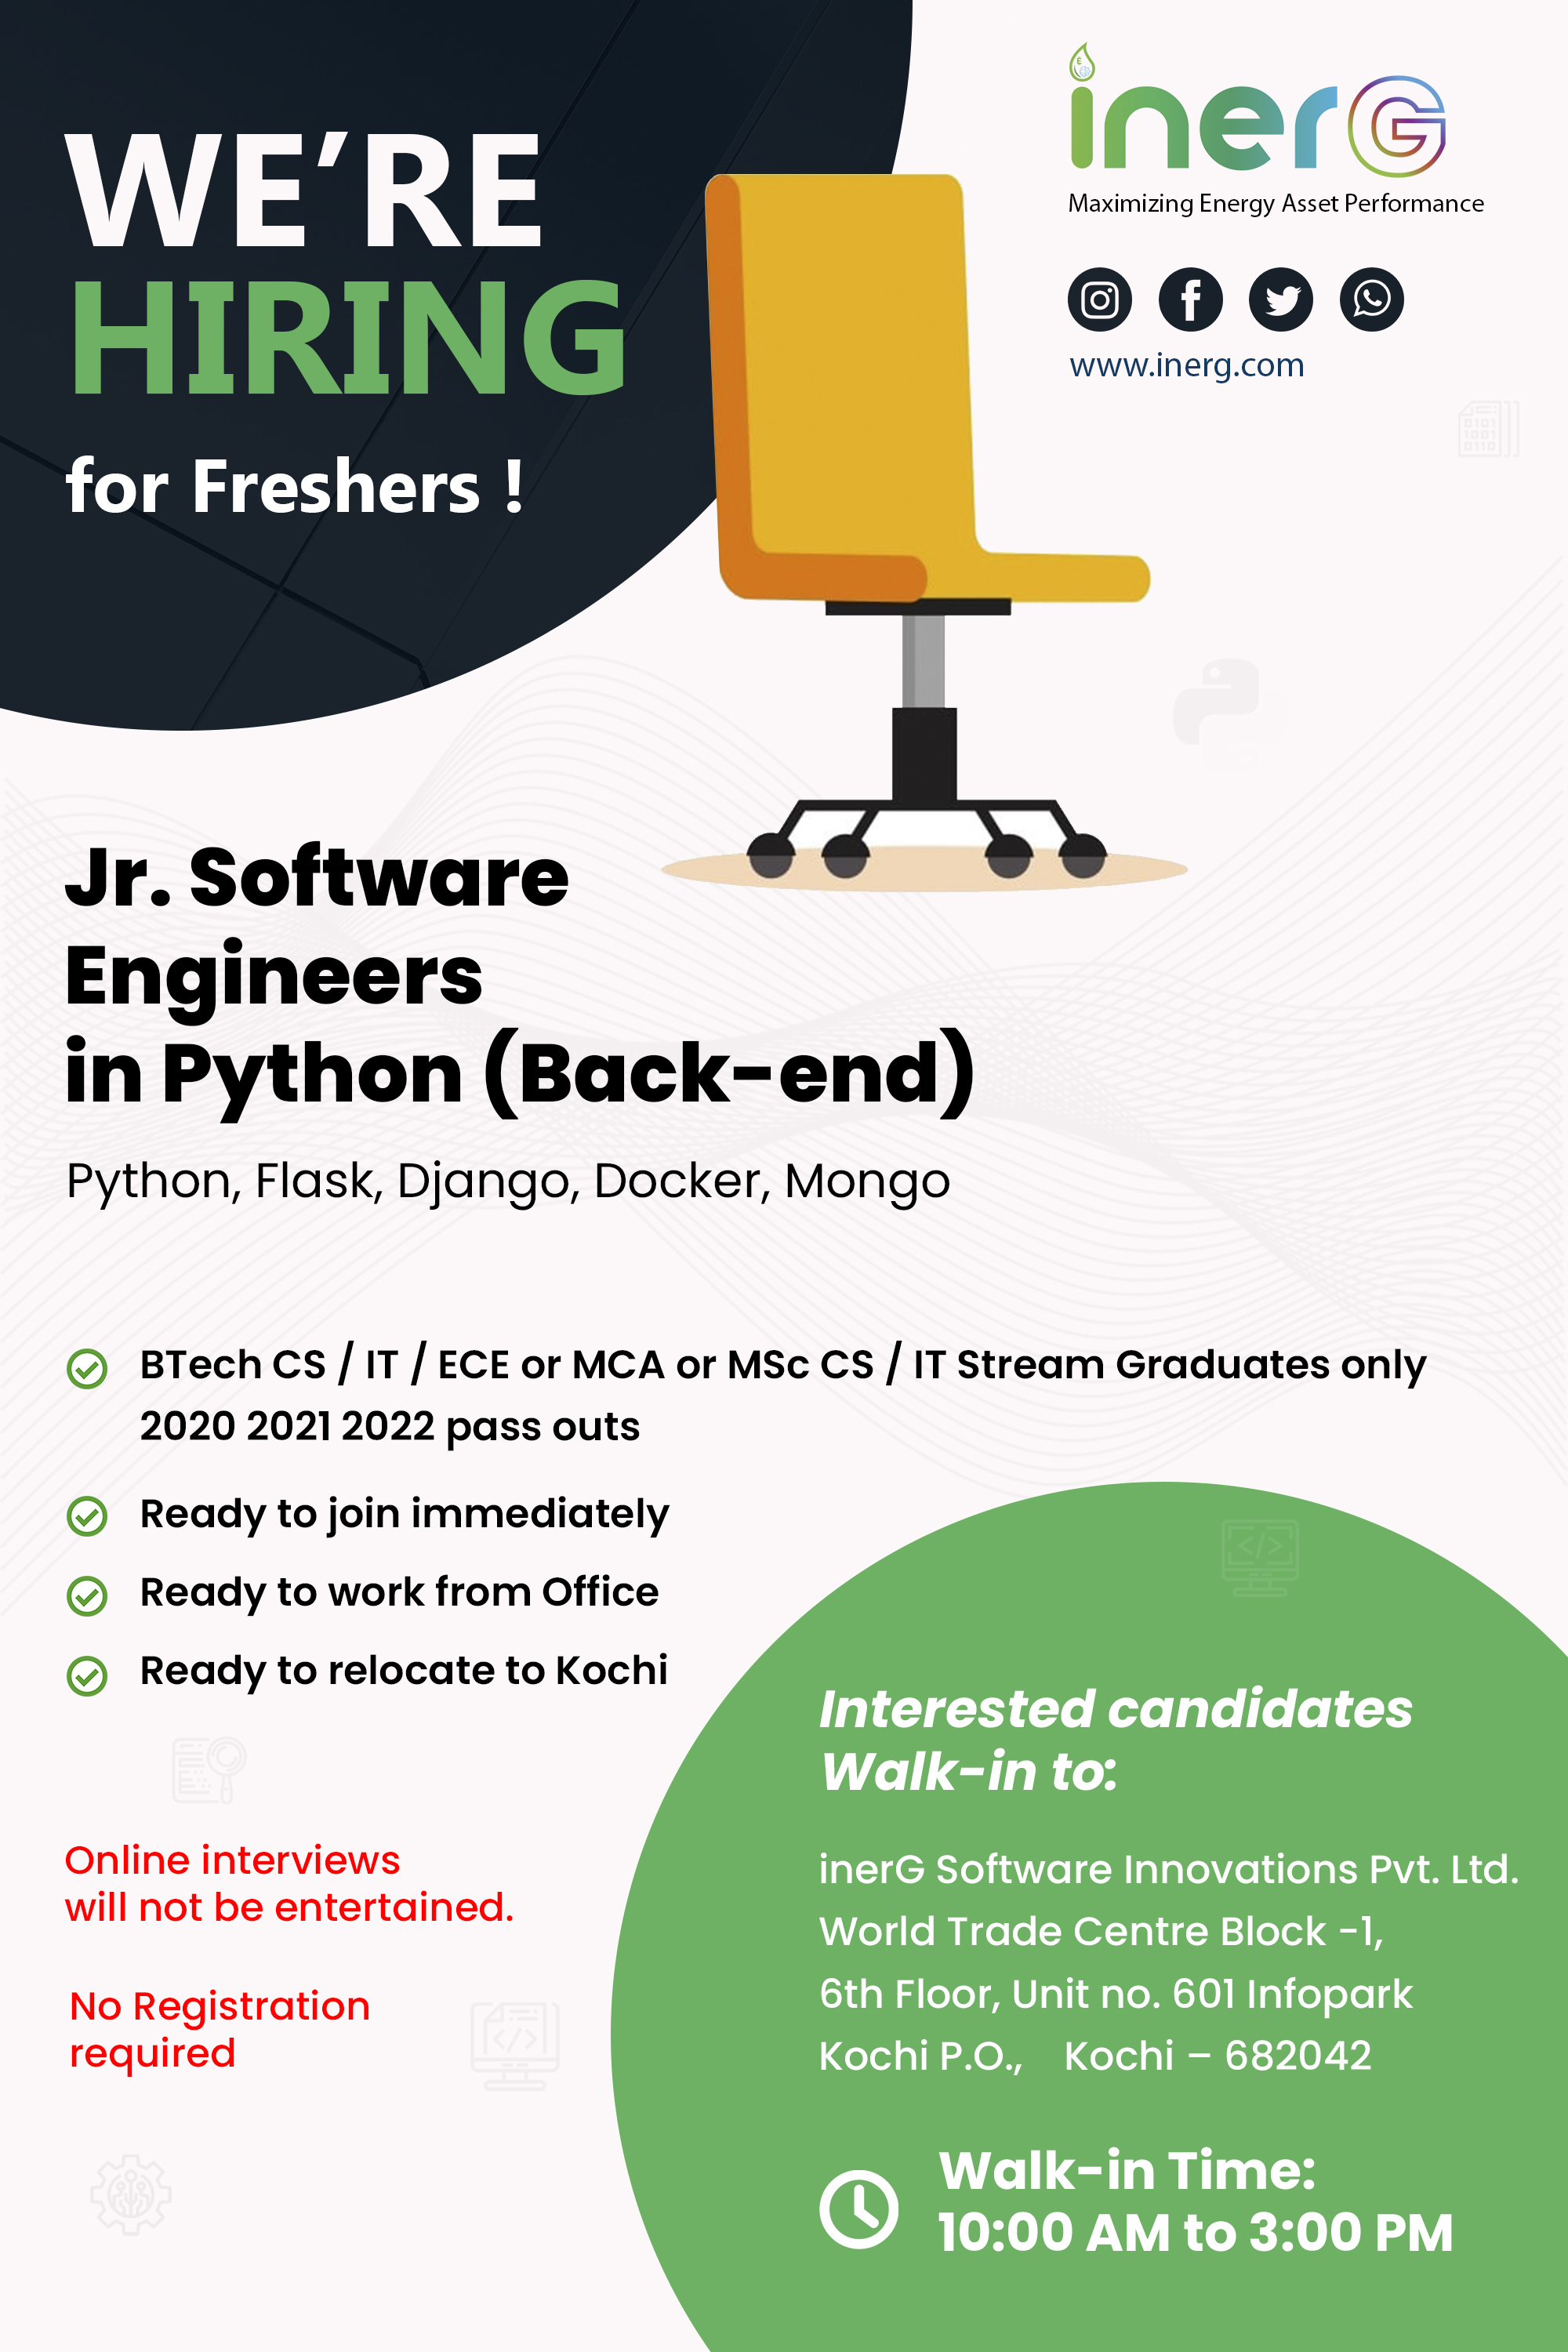 WE’RE
HIRING
for Freshers !
inerG
Maximizing Energy Asset Performance
www.inerg.com
Jr. Software
Engineers
in Python (Back-end)
Python, Flask, Django, Docker, Mongo
BTech CS / IT / ECE or MCA or MSc CS / IT Stream Graduates only
2020 2021 2022 pass outs
Ready to join immediately
Ready to work from Office
Ready to relocate to Kochi
Online interviews
will not be entertained.
No Registration
required
Interested candidates
Walk-in to:
inerG Software Innovations Pvt. Ltd.
World Trade Centre Block -1,
6th Floor, Unit no. 601 Infopark
Kochi P.O., Kochi – 682042
Walk-in Time:
10:00 AM to 3:00 PM